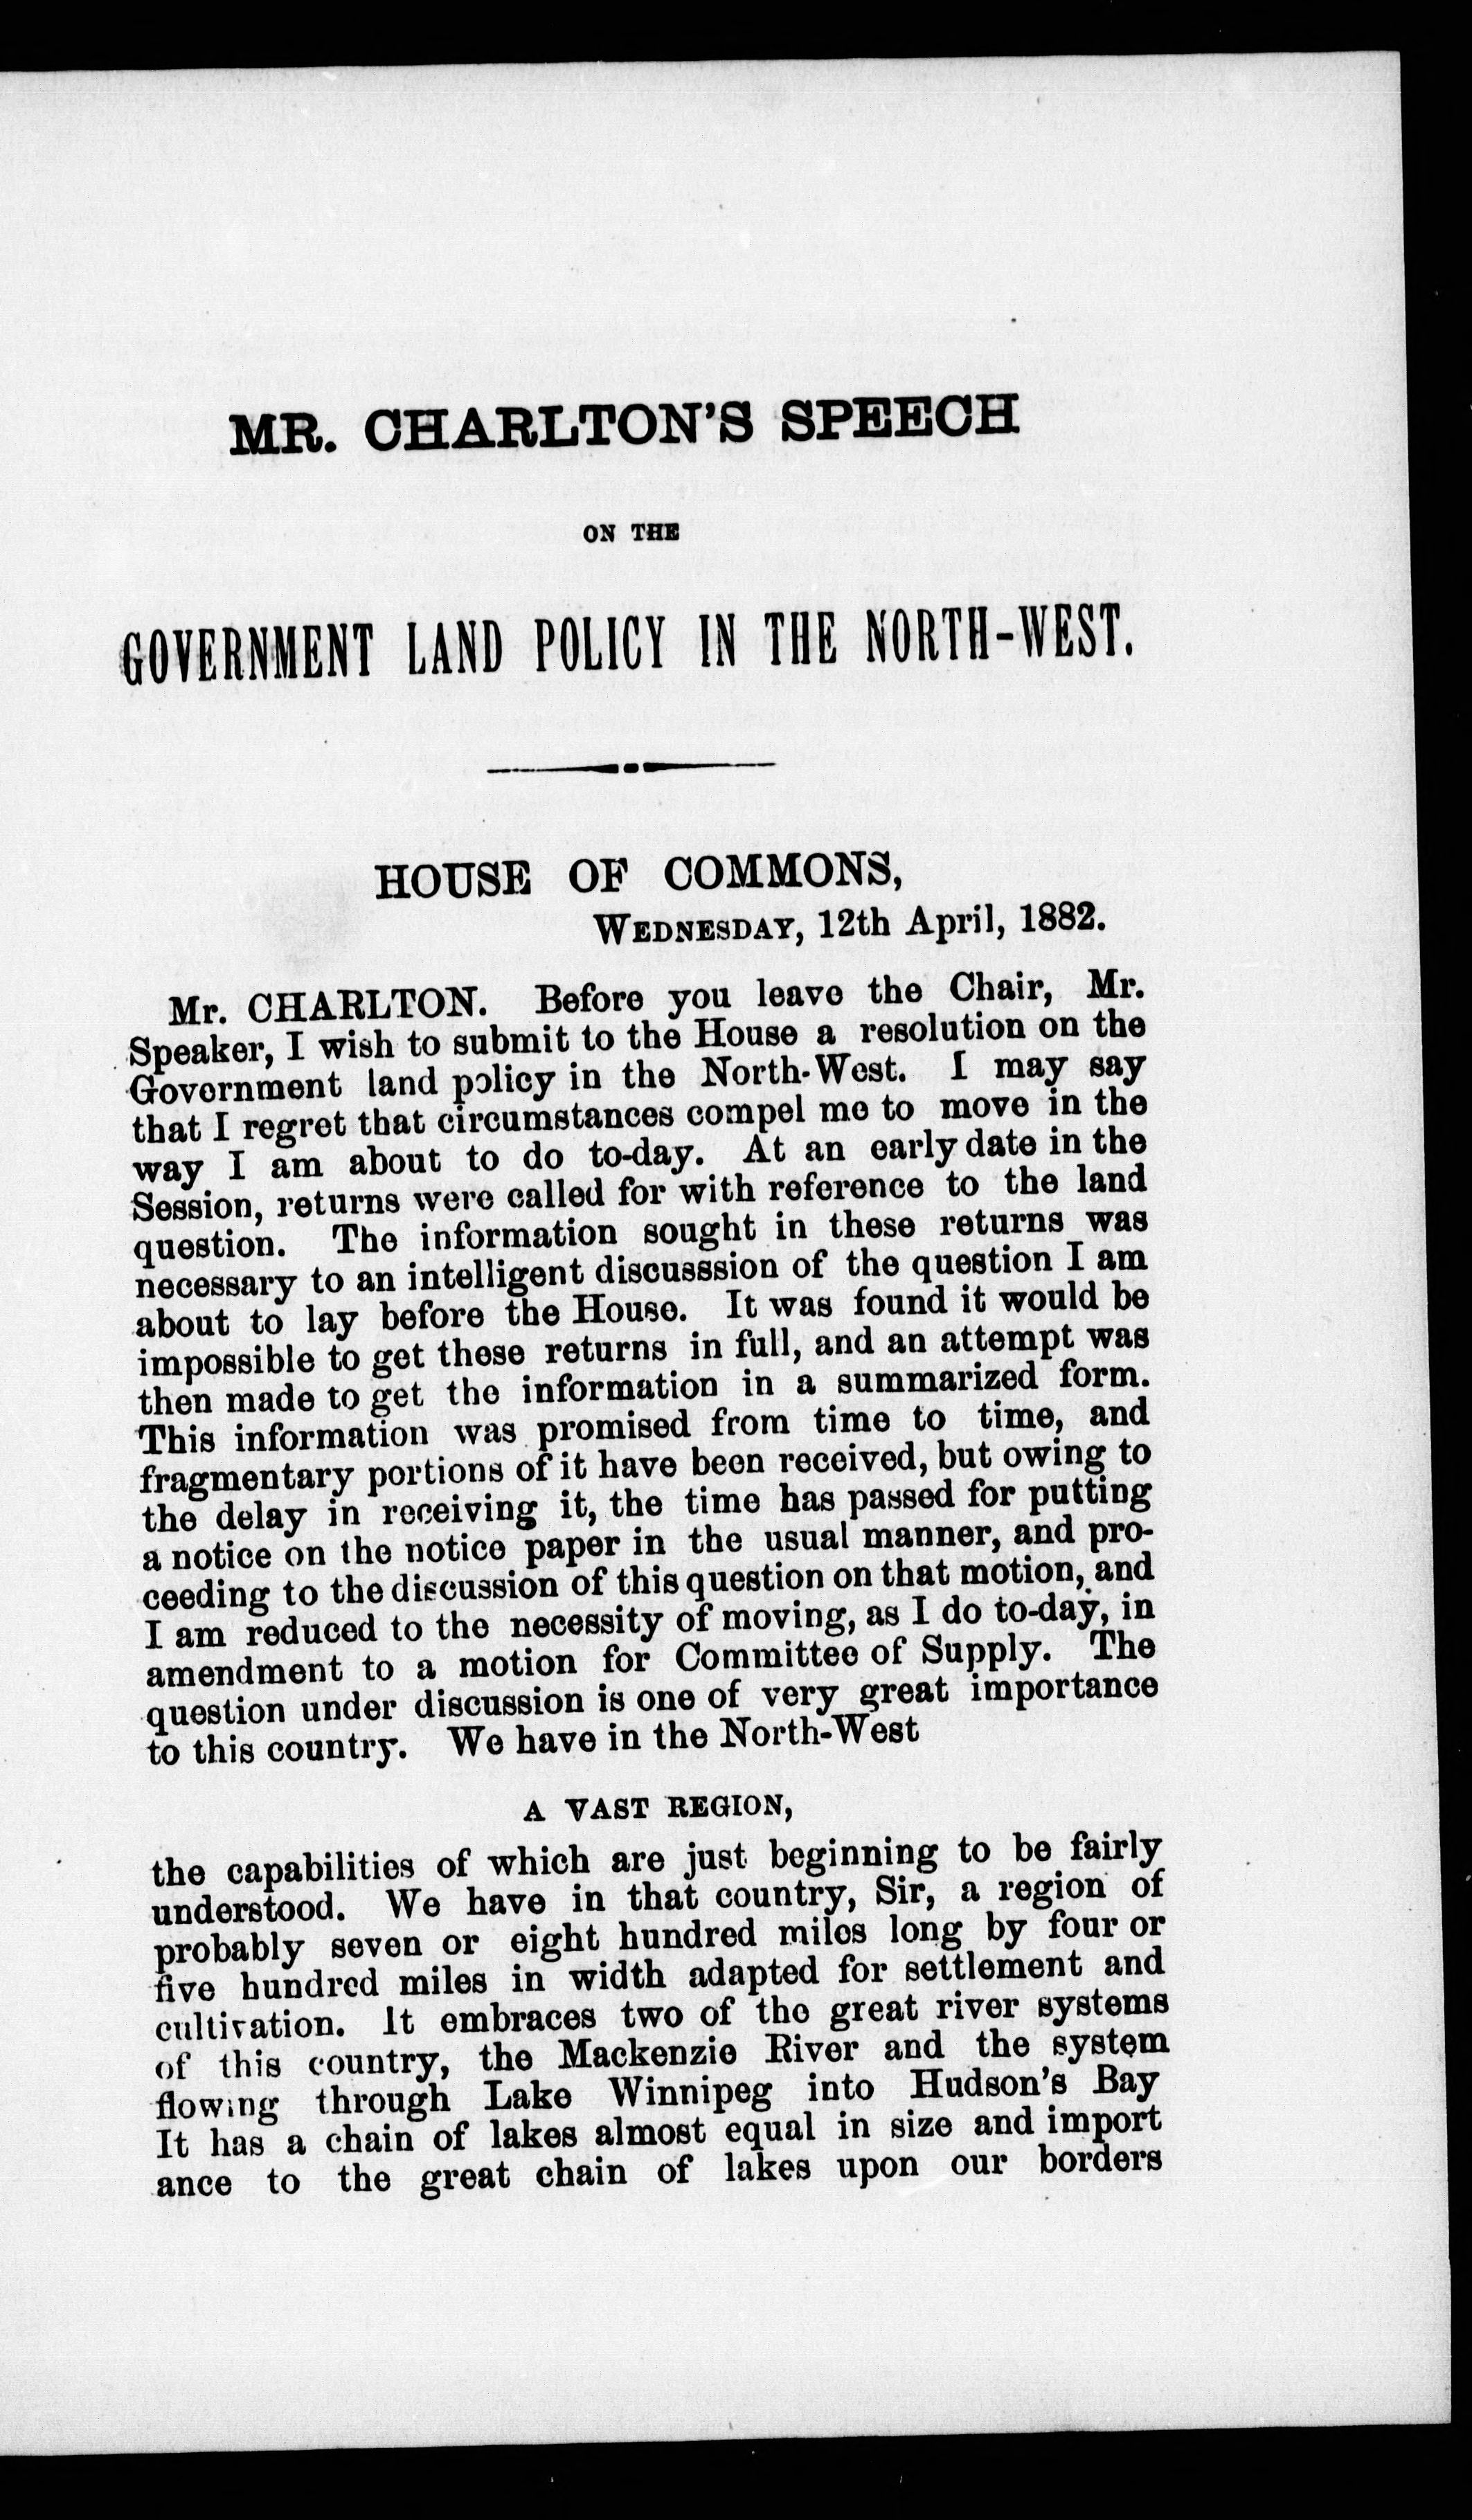 MR. CHARLTON'S SPEECH
ON THE
GOVERNMENT LAND POLICY IN THE NORTH-WEST.
HOUSE OF COMMONS,
WEDNESDAY, 12th April, 1882.
Mr. CHARLTON. Before you leave the Chair, Mr.
Speaker, I wish to submit to the House a resolution on the
Government land policy in the North-West. I may say
that I regret that circumstances compel me to move in the
way I am about to do to-day. At an early date in the
Session, returns were called for with reference to the land
question. The information sought in these returns was
necessary to an intelligent discusssion of the question I am
about to lay before the House. It was found it would be
impossible to get these returns in full, and an attempt was
then made to get the information in a summarized form.
This information was promised from time to time, and
fragmentary portions of it have been received, but owing to
the delay in receiving it, the time has passed for putting
a notice on the notice paper in the usual manner, and pro-
ceeding to the discussion of this question on that motion, and
I am reduced to the necessity of moving, as I do to-day, in
amendment to a motion for Committee of Supply. The
question under discussion is one of very great importance
to this country. We have in the North-West
A VAST REGION,
the capabilities of which are just beginning to be fairly
understood. We have in that country, Sir, a region of
probably seven or eight hundred miles long by four or
five hundred miles in width adapted for settlement and
cultivation. It embraces two of the great river systems
of this country, the Mackenzie River and the system
flowing through Lake Winnipeg into Hudson's Bay
It has a chain of lakes almost equal in size and import
ance to the great chain of lakes upon our borders